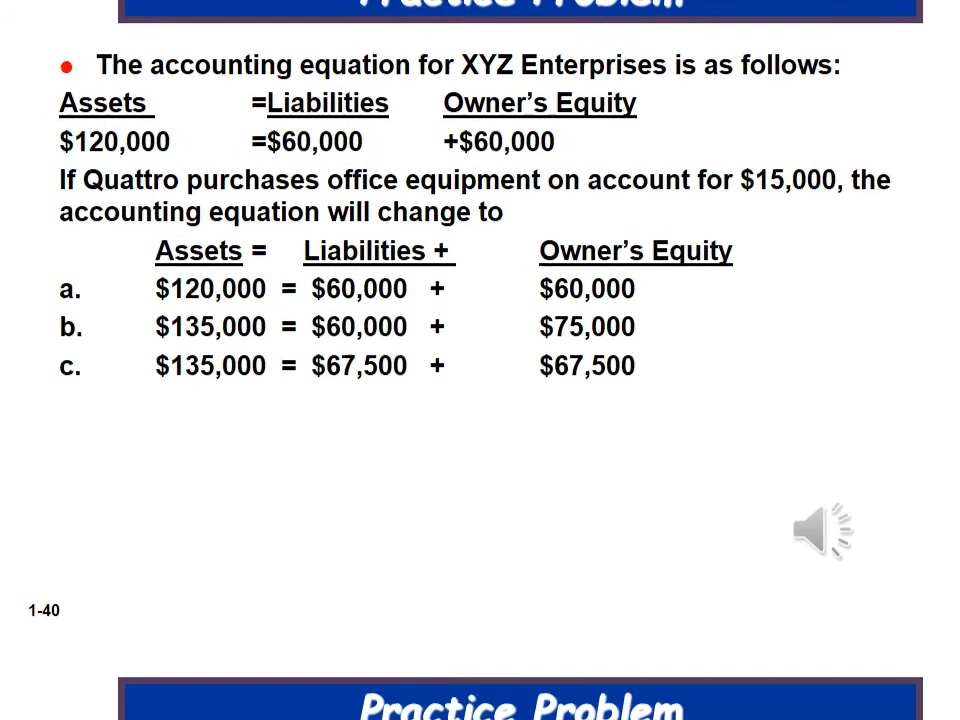 Practice Problem
The accounting equation for XYZ Enterprises is as follows:
Assets =Liabilities Owner's Equity
$120,000 =$60,000 +$60,000
If Quattro purchases office equipment on account for $15,000, the
accounting equation will change to
Assets = Liabilities + Owner's Equity
a. $120,000 = $60,000 + $60,000
b. $135,000 = $60,000 + $75,000
c. $135,000 = $67,500 + $67,500
1-40
Practice Problem